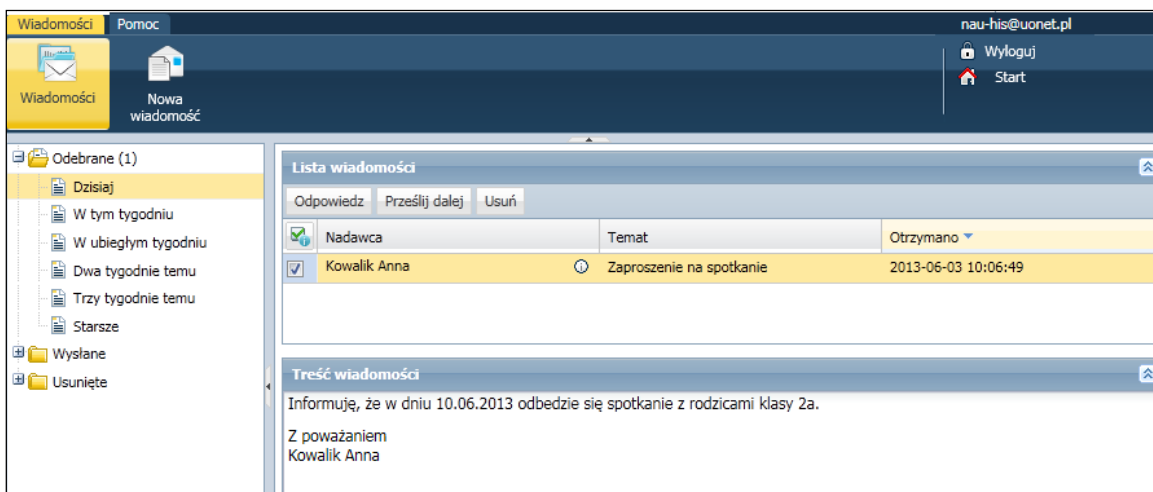 Wiadomości Pomoc nau-his@uonet.pl
Wyloguj
Start
Wiadomości
Nowa
wiadomość
Odebrane (1)
Dzisiaj
W tym tygodniu
W ubiegłym tygodniu
Dwa tygodnie temu
Trzy tygodnie temu
Starsze
Wysłane
Usunięte
Lista wiadomości
Odpowiedz Prześlij dalej Usuń
Nadawca Temat Otrzymano
Kowalik Anna Zaproszenie na spotkanie 2013-06-03 10:06:49
Treść wiadomości
Informuję, że w dniu 10.06.2013 odbedzie się spotkanie z rodzicami klasy 2a.
Z poważaniem
Kowalik Anna